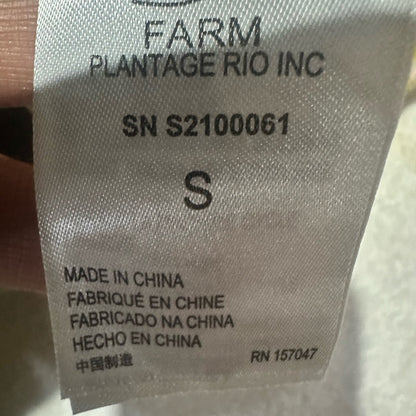 FARM
PLANTAGE RIO INC
SN S2100061
S
MADE IN CHINA
FABRIQUÉ EN CHINE
FABRICADO NA CHINA
HECHO EN CHINA
中国制造
RN 157047